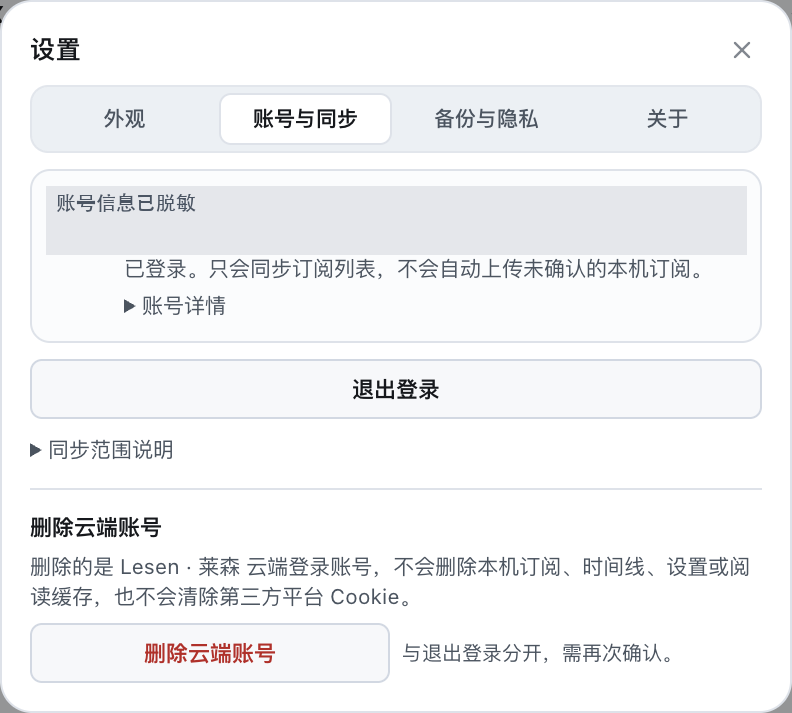 设置
外观 账号与同步 备份与隐私 关于
账号信息已脱敏
已登录。只会同步订阅列表，不会自动上传未确认的本机订阅。
▶ 账号详情
退出登录
▶ 同步范围说明
删除云端账号
删除的是 Lesen · 莱森 云端登录账号，不会删除本机订阅、时间线、设置或阅
读缓存，也不会清除第三方平台 Cookie。
删除云端账号 与退出登录分开，需再次确认。